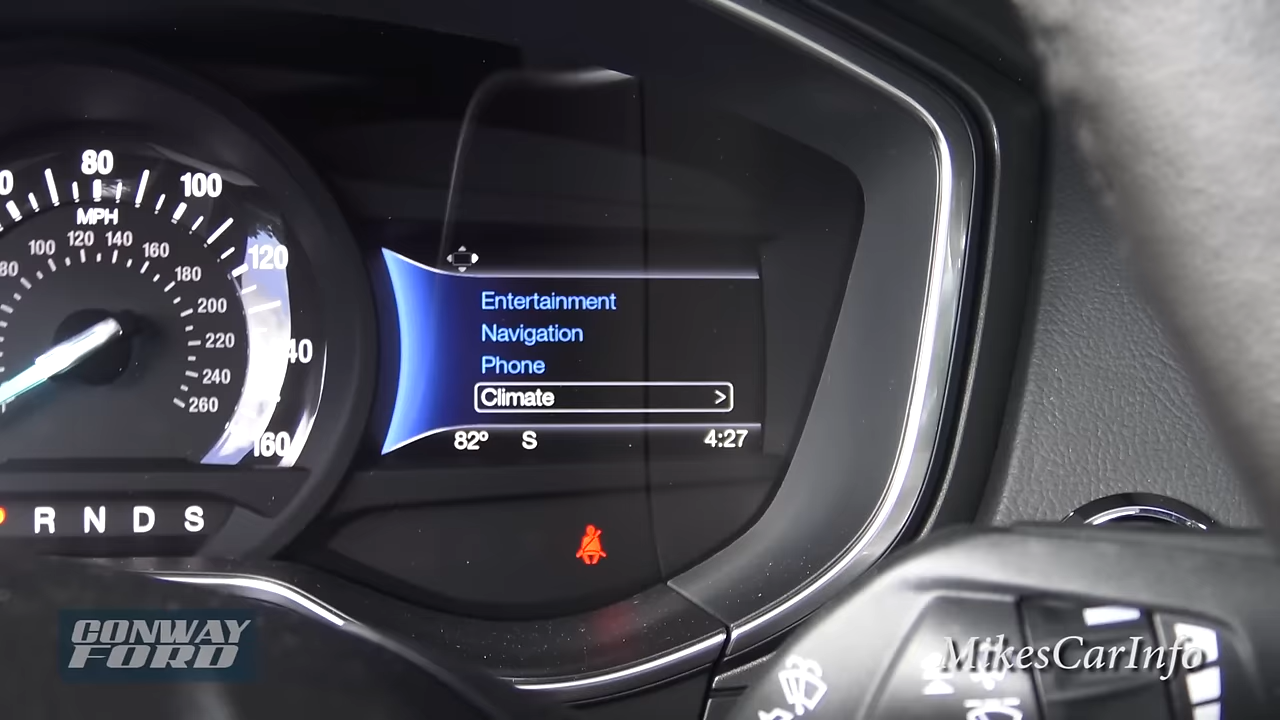 80
100
MPH
120
100 120 140 160
80
180
200
220
240
260
160
Entertainment
Navigation
Phone
Climate >
82° S 4:27
R N D S
CONWAY
FORD
MikesCarInfo